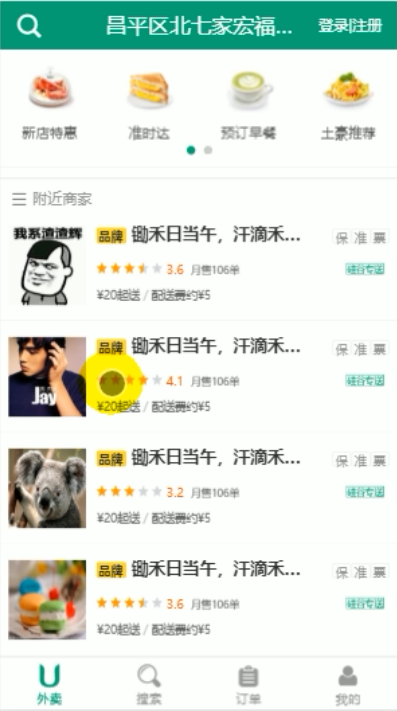 昌平区北七家宏福... 登录|注册
新店特惠 准时达 预订早餐 土豪推荐
附近商家
我系渣渣辉
品牌 锄禾日当午，汗滴禾... 保 准 票
3.6 月售106单 硅谷专送
¥20起送 / 配送费约¥5
Jay
品牌 锄禾日当午，汗滴禾... 保 准 票
4.1 月售106单 硅谷专送
¥20起送 / 配送费约¥5
品牌 锄禾日当午，汗滴禾... 保 准 票
3.2 月售106单 硅谷专送
¥20起送 / 配送费约¥5
品牌 锄禾日当午，汗滴禾... 保 准 票
3.6 月售106单 硅谷专送
¥20起送 / 配送费约¥5
外卖 搜索 订单 我的